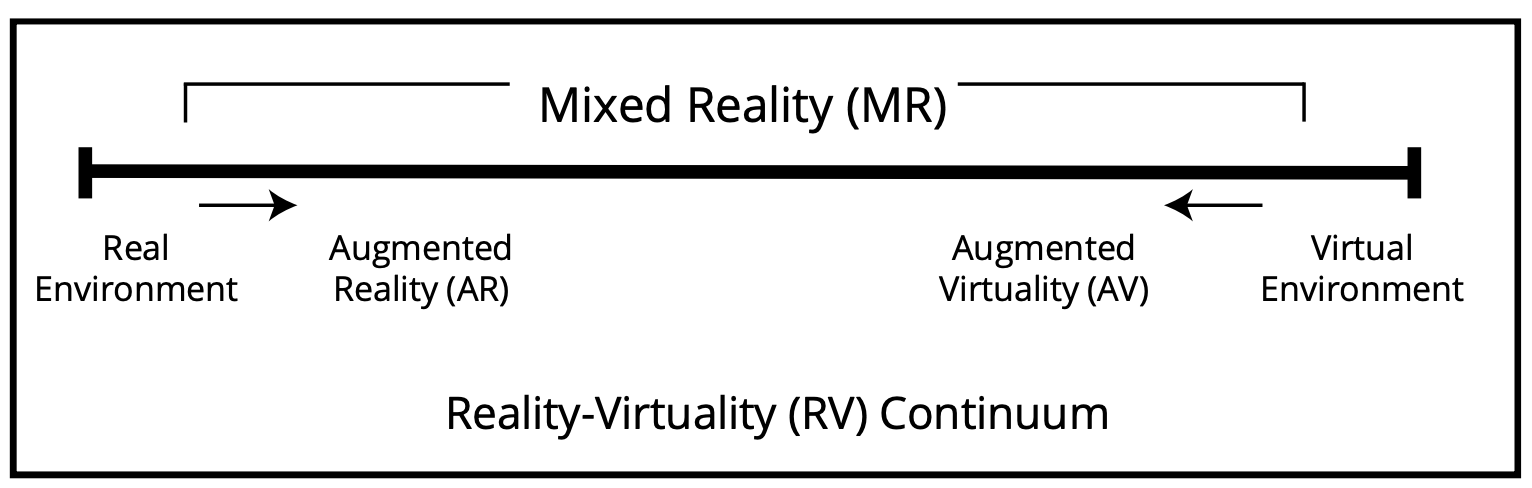 Mixed Reality (MR)
Real
Environment
Augmented
Reality (AR)
Augmented
Virtuality (AV)
Virtual
Environment
Reality-Virtuality (RV) Continuum